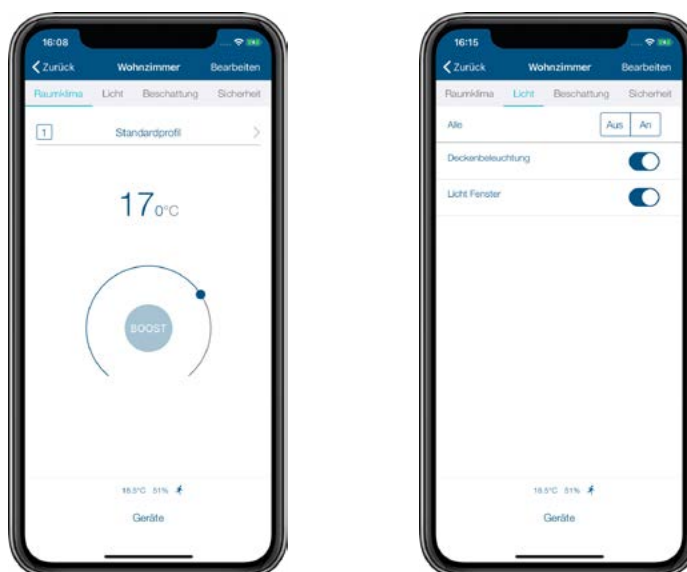 16:08
Zurück Wohnzimmer Bearbeiten
Raumklima Licht Beschattung Sicherheit
1 Standardprofil
17 0°C
BOOST
18.5°C 51%
Geräte
16:15
Zurück Wohnzimmer Bearbeiten
Raumklima Licht Beschattung Sicherheit
Alle Aus An
Deckenbeleuchtung
Licht Fenster
18.5°C 51%
Geräte